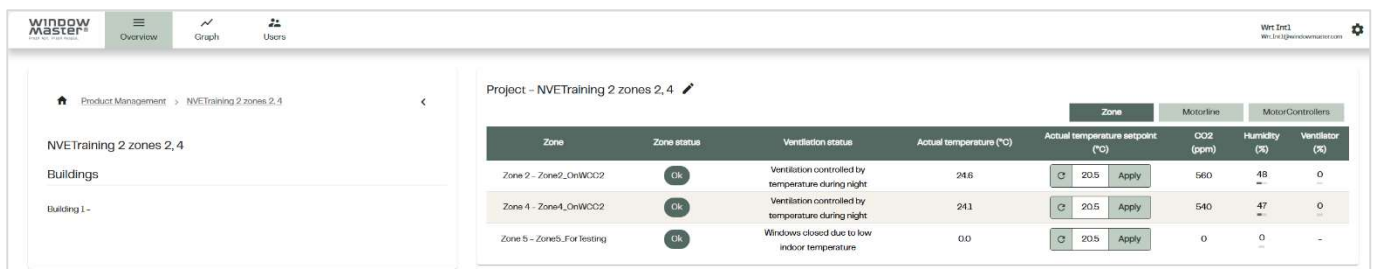 WINDOW
Master®
Overview
Graph
Users
Wrt Int1
Wrt.Int1@windowmaster.com
Product Management > NVETraining 2 zones 2, 4
NVETraining 2 zones 2, 4
Buildings
Building 1 -
Project - NVETraining 2 zones 2, 4
Zone Motorline MotorControllers
Zone Zone status Ventilation status Actual temperature (°C) Actual temperature setpoint CO2 Humidity Ventilator
(°C) (ppm) (%) (%)
Zone 2 - Zone2_OnWCC2 Ok Ventilation controlled by 24.6 20.5 Apply 560 48 0
temperature during night
Zone 4 - Zone4_OnWCC2 Ok Ventilation controlled by 24.1 20.5 Apply 540 47 0
temperature during night
Zone 5 - Zone5_ForTesting Ok Windows closed due to low 0.0 20.5 Apply 0 0 -
indoor temperature